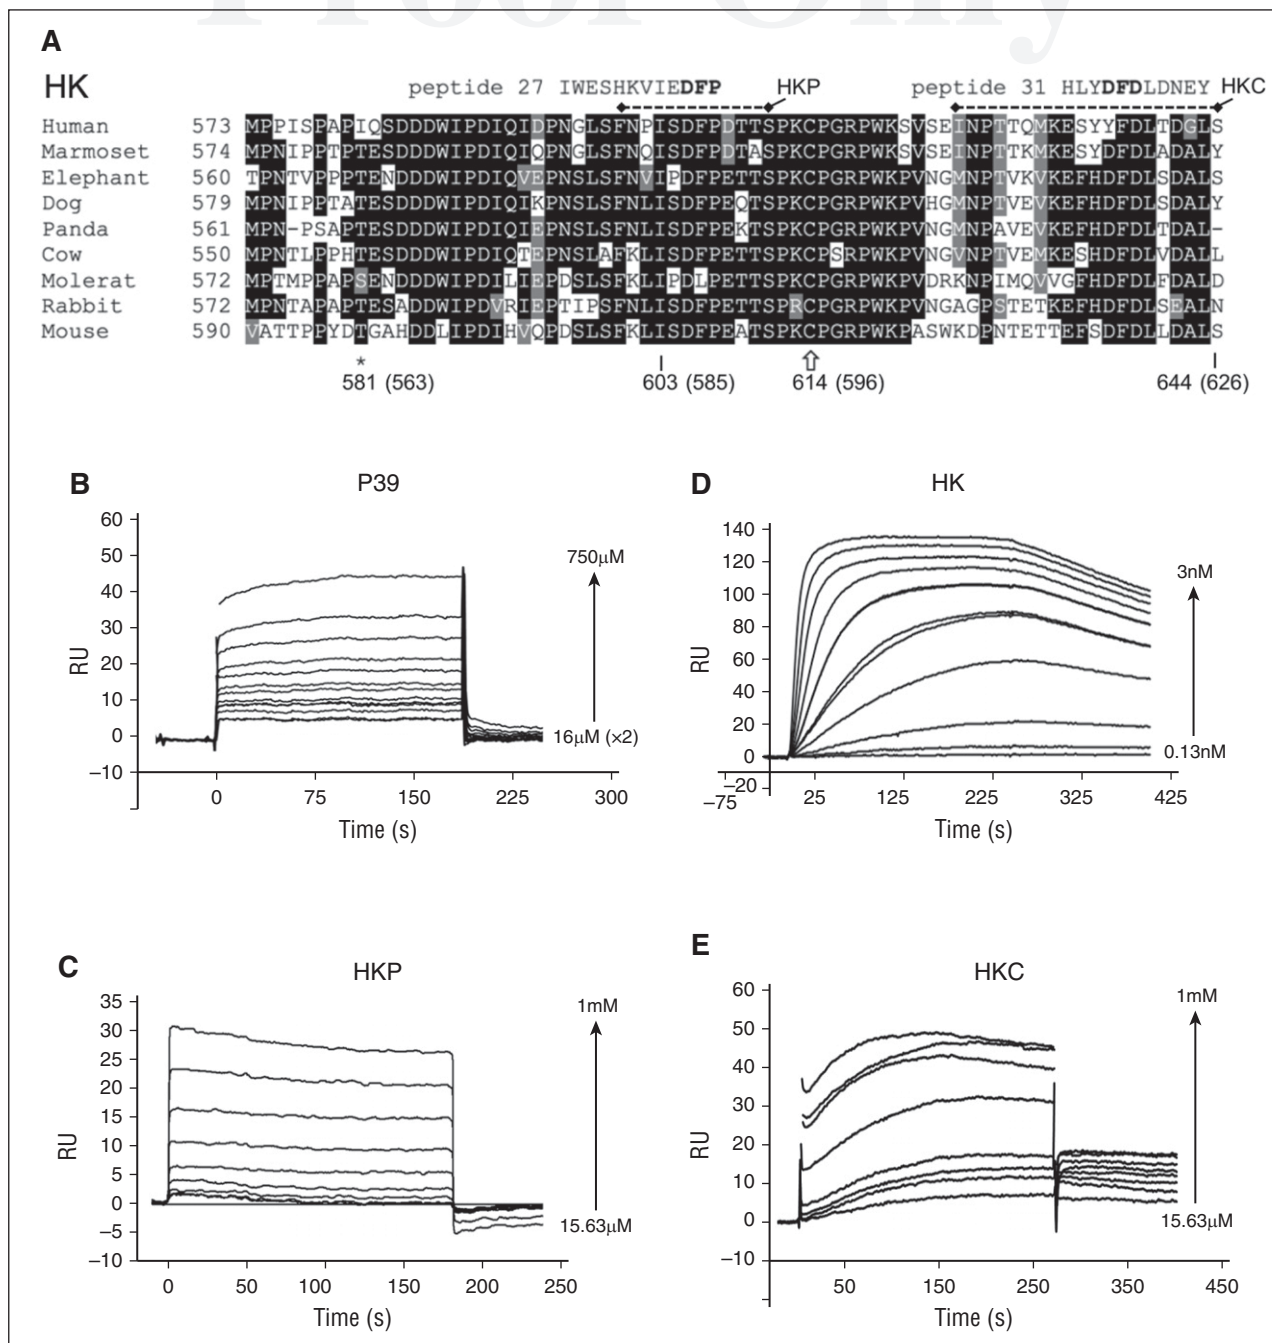 Proof Only
A
HK
peptide 27 IWESHKVIEDFP
HKP
peptide 31 HLYDFDLDNEY
HKC
Human 573 MPPISPAPIQSDDDWIPDIQIDPNGLSFNPISDFPDTTSPKCPGRPWKSVSEINPTTQMKESYYFDLTDGLS
Marmoset 574 MPNIPPTPTESDDDWIPDIQIQPNGLSFNQISDFPDTASPKCPGRPWKSVSEINPTTKMKESYDFDLADALY
Elephant 560 TPNTVPPPTENDDDWIPDIQVEPNSLSFNVIPDFPETTSPKCPGRPWKPVNGMNPTVKVKEFHDFDLSDALS
Dog 579 MPNIPPTATESDDDWIPDIQIKPNSLSFNLISDFPEQTSPKCPGRPWKPVHGMNPTVEVKEFHDFDLSDALY
Panda 561 MPN-PSAPTESDDDWIPDIQIEPNSLSFNLISDFPEKTSPKCPGRPWKPVNGMNPAVEVKEFHDFDLTDAL-
Cow 550 MPNTLPPHTESDDDWIPDIQTEPNSLAFKLISDFPETTSPKCPSRPWKPVNGVNPTVEMKESHDFDLVDALL
Molerat 572 MPTMPPAPSENDDDWIPDILIEPDSLSFKLIPDLPETTSPKCPGRPWKPVDRKNPIMQVVGFHDFDLFDALD
Rabbit 572 MPNTAPAPTESADDWIPDVRIEPTIPSFNLISDFPETTSPRCPGRPWKPVNGAGPSTETKEFHDFDLSEALS
Mouse 590 VATTPPYDTGAHDDLIPDIHVQPDSLSFKLISDFPEATSPKCPGRPWKPASWKDPNTETTEFSDFDLLDALN
*
581 (563) 603 (585) 614 (596) 644 (626)
B
P39
60
50
40
30
20
10
0
−10
RU
0 75 150 225 300
Time (s)
750µM
16µM (×2)
D
HK
140
120
100
80
60
40
20
0
−20
RU
−75 25 125 225 325 425
Time (s)
3nM
0.13nM
C
HKP
35
30
25
20
15
10
5
0
−5
−10
RU
0 50 100 150 200 250
Time (s)
1mM
15.63µM
E
HKC
60
50
40
30
20
10
0
−10
RU
50 150 250 350 450
Time (s)
1mM
15.63µM